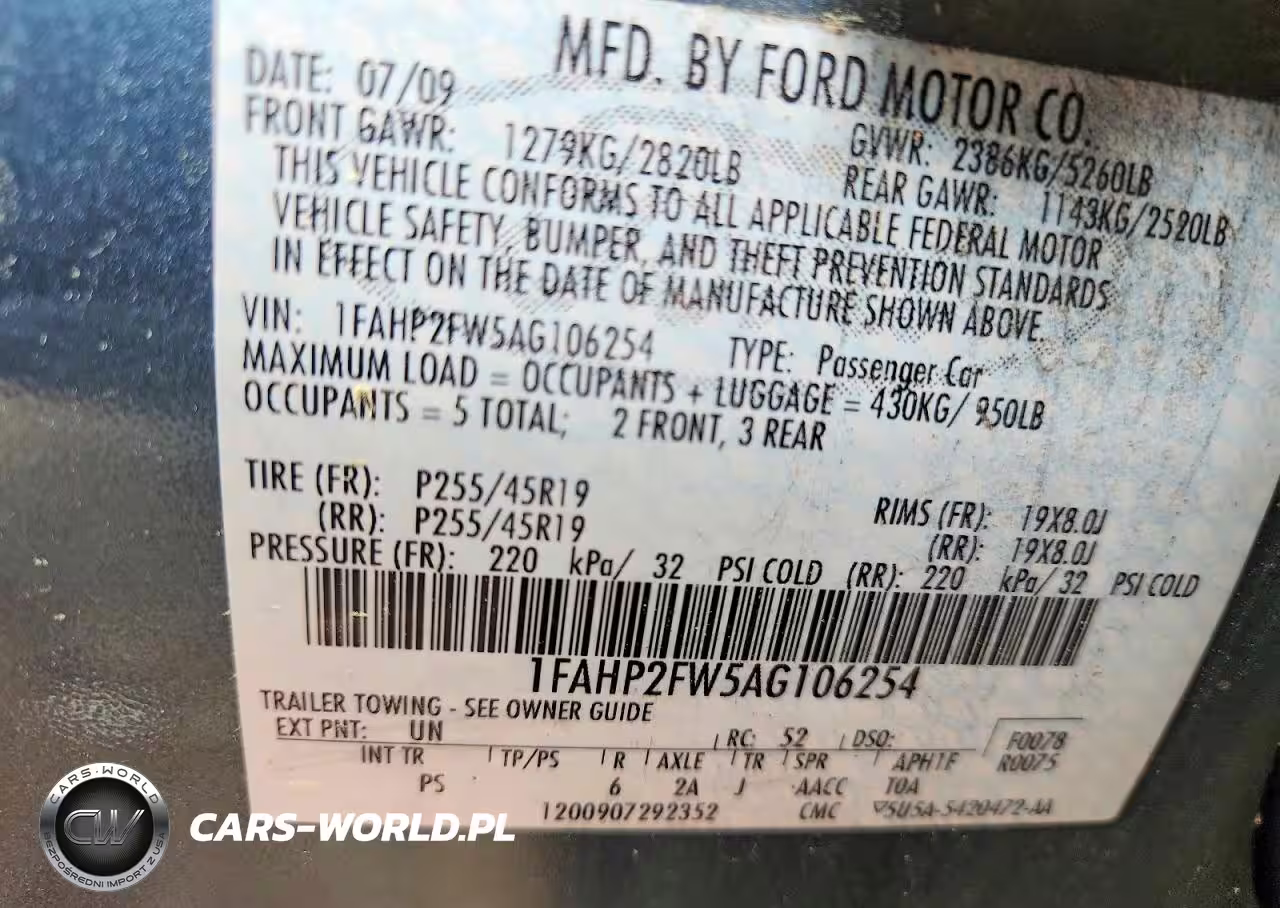 MFD. BY FORD MOTOR CO.
DATE: 07/09 GVWR: 2386KG/5260LB
FRONT GAWR: 1279KG/2820LB REAR GAWR: 1143KG/2520LB
THIS VEHICLE CONFORMS TO ALL APPLICABLE FEDERAL MOTOR
VEHICLE SAFETY, BUMPER, AND THEFT PREVENTION STANDARDS
IN EFFECT ON THE DATE OF MANUFACTURE SHOWN ABOVE.
VIN: 1FAHP2FW5AG106254 TYPE: Passenger Car
MAXIMUM LOAD = OCCUPANTS + LUGGAGE = 430KG/ 950LB
OCCUPANTS = 5 TOTAL; 2 FRONT, 3 REAR
TIRE (FR): P255/45R19 RIMS (FR): 19X8.0J
(RR): P255/45R19 (RR): 19X8.0J
PRESSURE (FR): 220 kPa/ 32 PSI COLD (RR): 220 kPa/ 32 PSI COLD
1FAHP2FW5AG106254
TRAILER TOWING - SEE OWNER GUIDE
EXT PNT: UN RC: 52 DSO: F0078
INT TR TP/PS R AXLE TR SPR R0075
PS 6 2A J AACC
1200907292352 CMC 5U5A-5420472-AA
CARS-WORLD
CW
BEZPOŚREDNI IMPORT Z USA
CARS-WORLD.PL